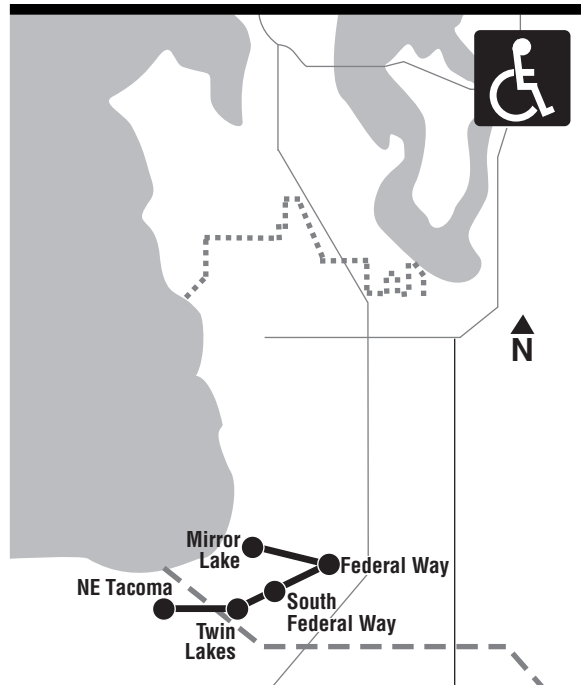 N
Mirror
Lake
Federal Way
NE Tacoma
South
Federal Way
Twin
Lakes